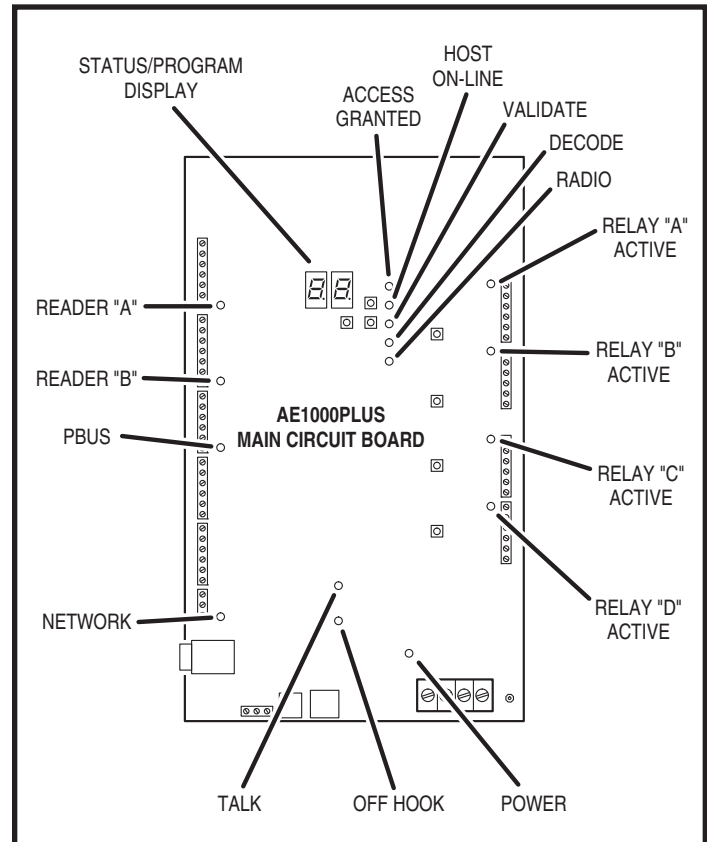 STATUS/PROGRAM
DISPLAY
ACCESS
GRANTED
HOST
ON-LINE
VALIDATE
DECODE
RADIO
RELAY "A"
ACTIVE
READER "A"
RELAY "B"
ACTIVE
READER "B"
PBUS
AE1000PLUS
MAIN CIRCUIT BOARD
RELAY "C"
ACTIVE
NETWORK
RELAY "D"
ACTIVE
TALK
OFF HOOK
POWER